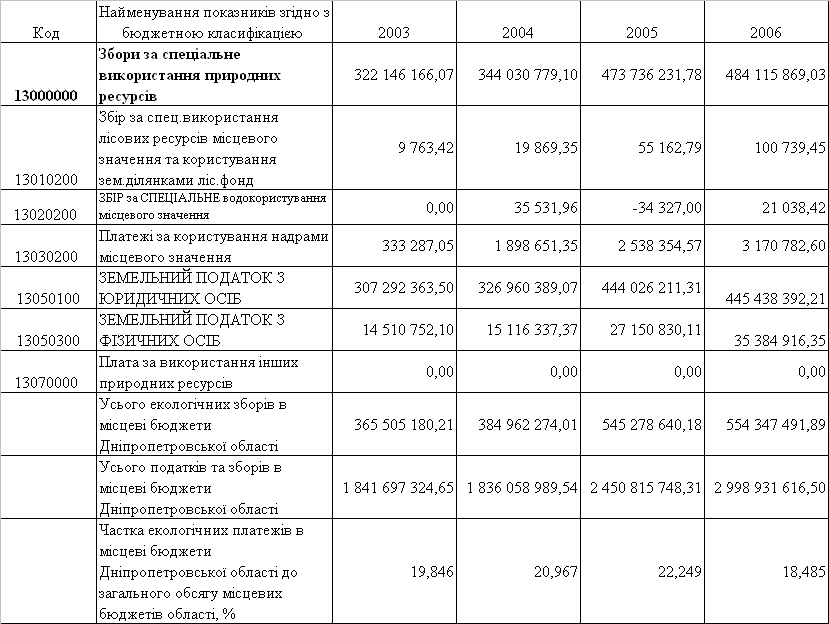 Код
Найменування показників згідно з
бюджетною класифікацією
2003
2004
2005
2006
13000000
Збори за спеціальне
використання природних
ресурсів
322 146 166,07
344 030 779,10
473 736 231,78
484 115 869,03
13010200
Збір за спец.використання
лісових ресурсів місцевого
значення та користування
зем.ділянками ліс.фонд
9 763,42
19 869,35
55 162,79
100 739,45
13020200
ЗБІР за СПЕЦІАЛЬНЕ водокористування
місцевого значення
0,00
35 531,96
-34 327,00
21 038,42
13030200
Платежі за користування надрами
місцевого значення
333 287,05
1 898 651,35
2 538 354,57
3 170 782,60
13050100
ЗЕМЕЛЬНИЙ ПОДАТОК З
ЮРИДИЧНИХ ОСІБ
307 292 363,50
326 960 389,07
444 026 211,31
445 438 392,21
13050300
ЗЕМЕЛЬНИЙ ПОДАТОК З
ФІЗИЧНИХ ОСІБ
14 510 752,10
15 116 337,37
27 150 830,11
35 384 916,35
13070000
Плата за використання інших
природних ресурсів
0,00
0,00
0,00
0,00
Усього екологічних зборів в
місцеві бюджети
Дніпропетровської області
365 505 180,21
384 962 274,01
545 278 640,18
554 347 491,89
Усього податків та зборів в
місцеві бюджети
Дніпропетровської області
1 841 697 324,65
1 836 058 989,54
2 450 815 748,31
2 998 931 616,50
Частка екологічних платежів в
місцеві бюджети
Дніпропетровської області до
загального обсягу місцевих
бюджетів області, %
19,846
20,967
22,249
18,485